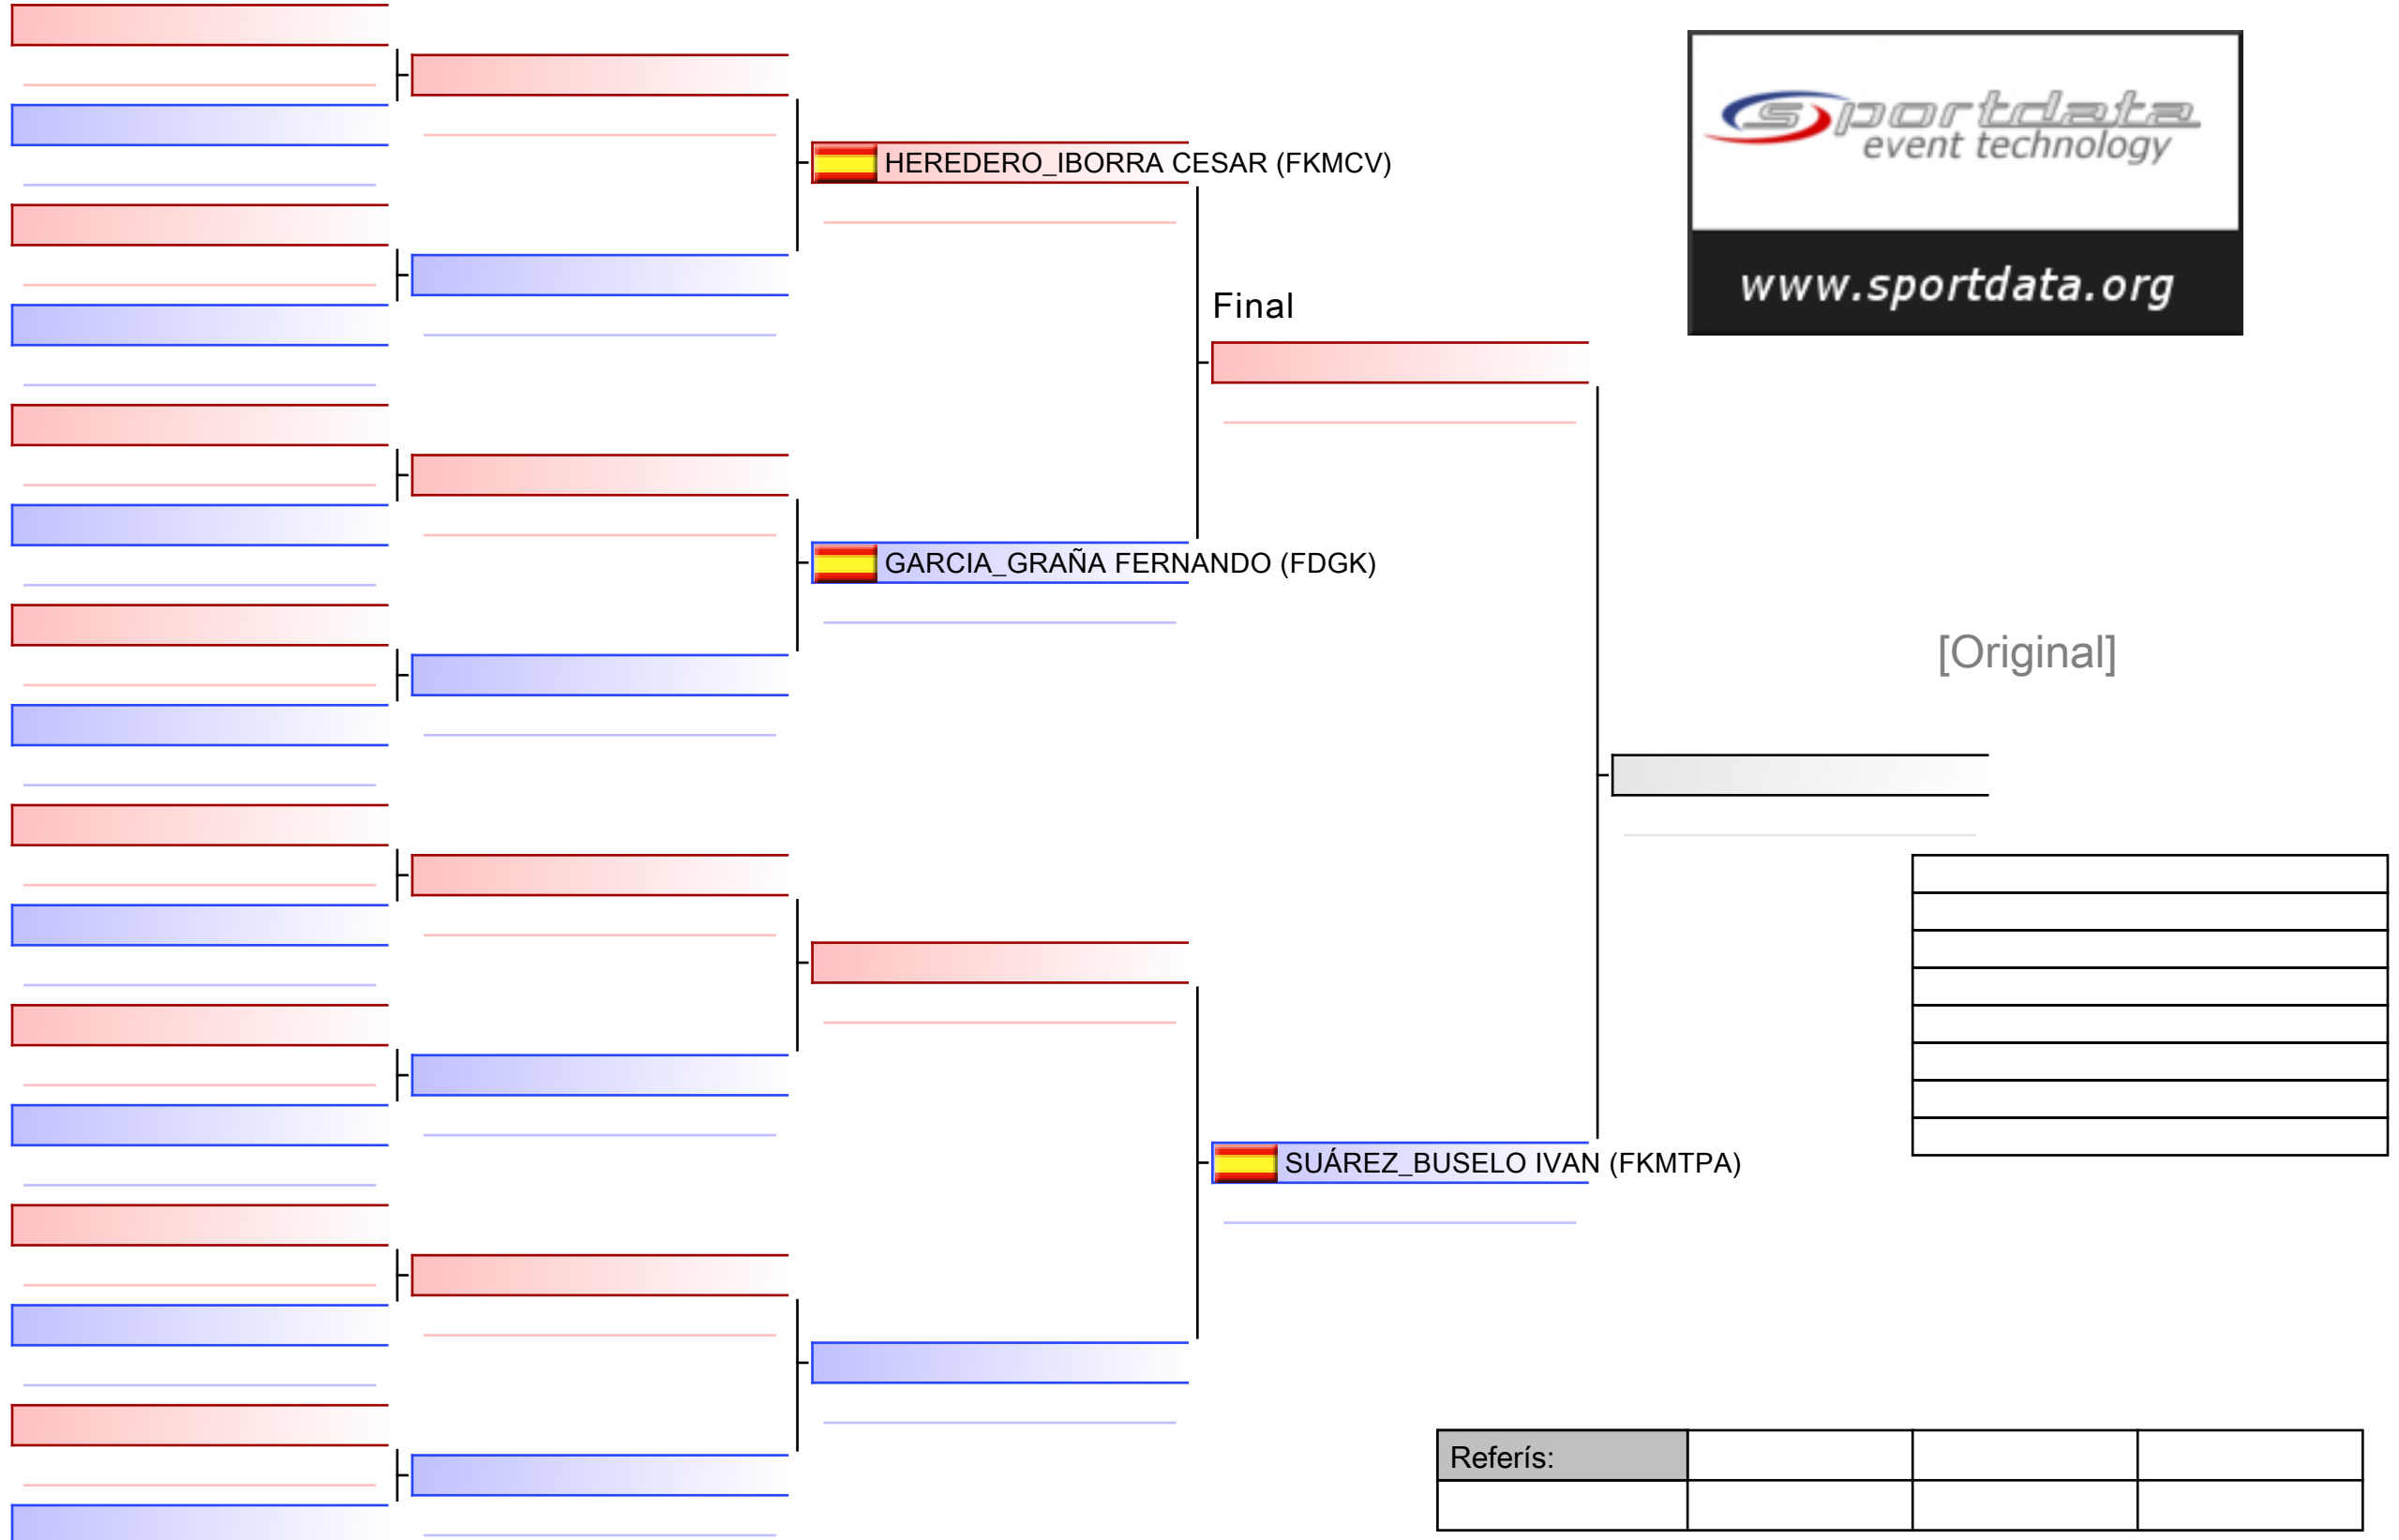 sportdata
event technology
www.sportdata.org
HEREDERO_IBORRA CESAR (FKMCV)
Final
GARCIA_GRAÑA FERNANDO (FDGK)
[Original]
SUÁREZ_BUSELO IVAN (FKMTPA)
Referís: